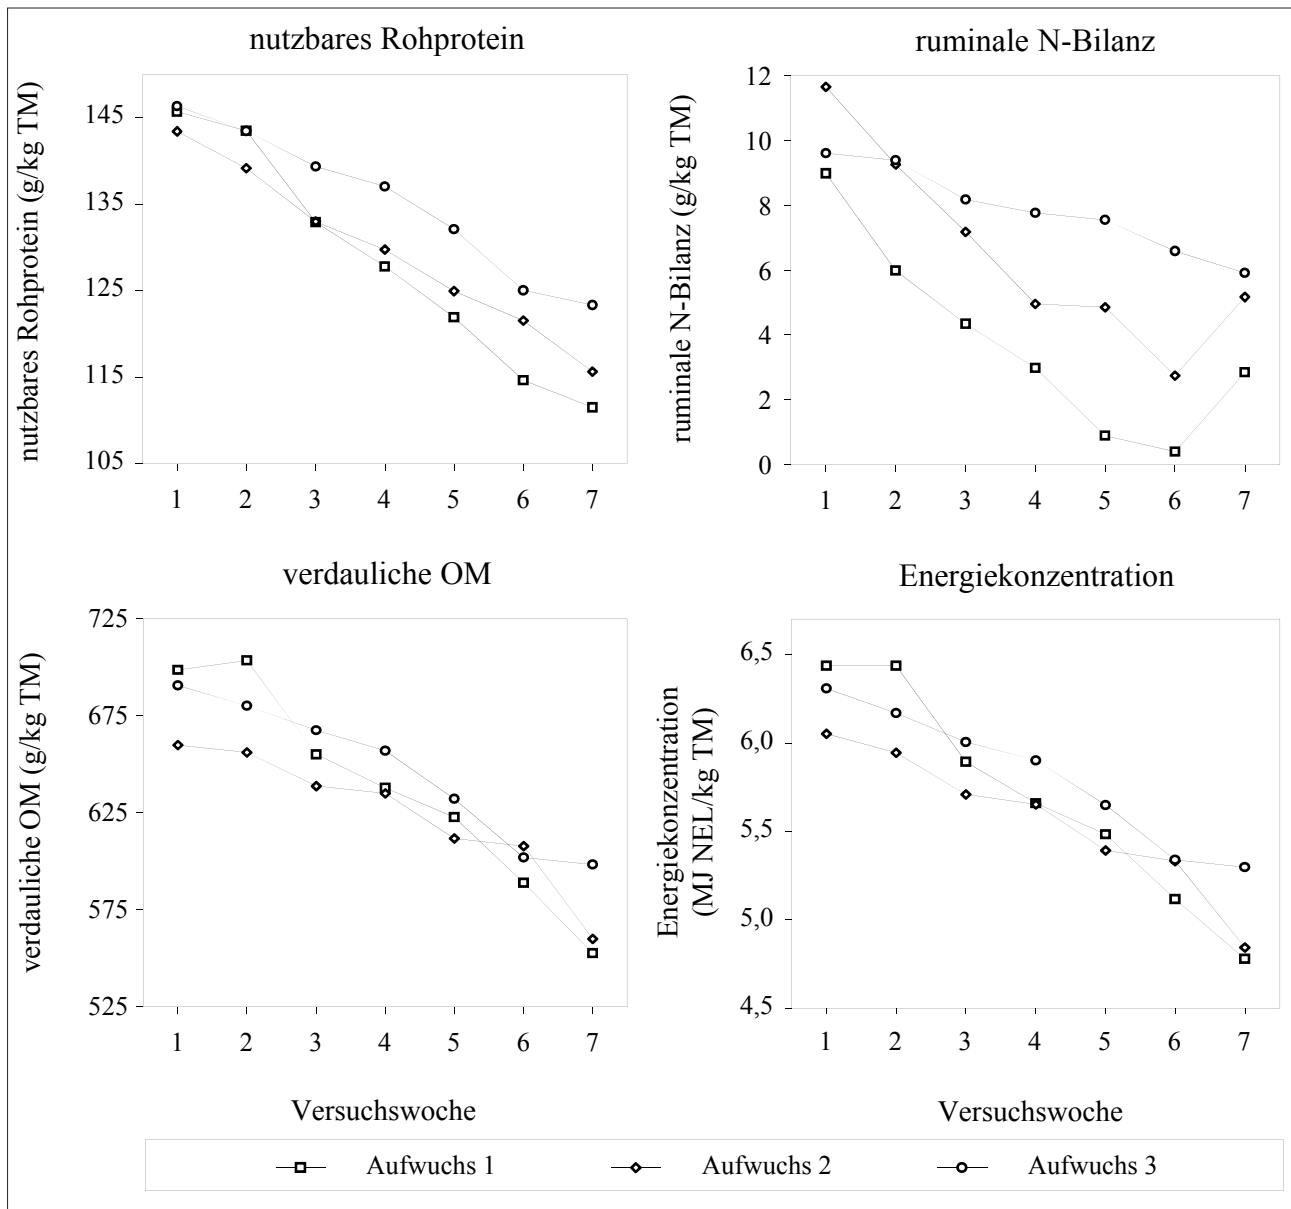 nutzbares Rohprotein
nutzbares Rohprotein (g/kg TM)
145
135
125
115
105
1 2 3 4 5 6 7
ruminale N-Bilanz
ruminale N-Bilanz (g/kg TM)
12
10
8
6
4
2
0
1 2 3 4 5 6 7
verdauliche OM
verdauliche OM (g/kg TM)
725
675
625
575
525
1 2 3 4 5 6 7
Versuchswoche
Energiekonzentration
Energiekonzentration
(MJ NEL/kg TM)
6,5
6,0
5,5
5,0
4,5
1 2 3 4 5 6 7
Versuchswoche
Aufwuchs 1 Aufwuchs 2 Aufwuchs 3